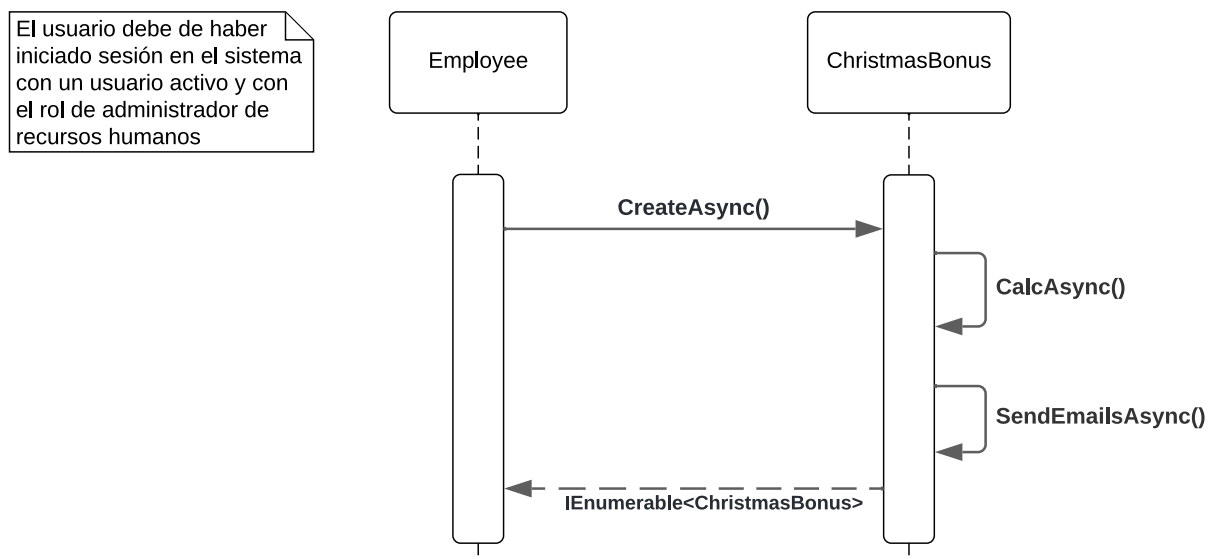 El usuario debe de haber
iniciado sesión en el sistema
con un usuario activo y con
el rol de administrador de
recursos humanos
Employee
ChristmasBonus
CreateAsync()
CalcAsync()
SendEmailsAsync()
IEnumerable<ChristmasBonus>